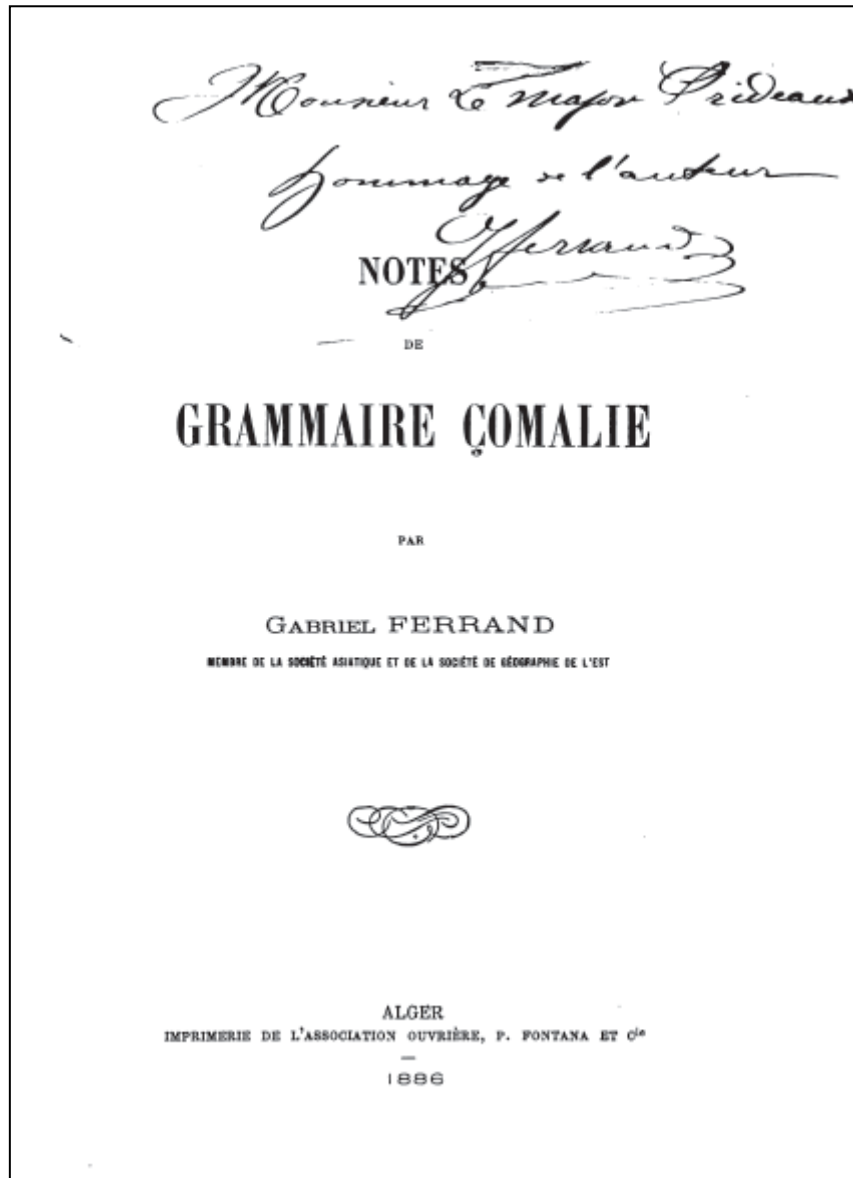 Monsieur Le Major Prideaux
hommage de l'auteur
GFerrand
NOTES
DE
GRAMMAIRE ÇOMALIE
PAR
GABRIEL FERRAND
MEMBRE DE LA SOCIÉTÉ ASIATIQUE ET DE LA SOCIÉTÉ DE GÉOGRAPHIE DE L'EST
ALGER
IMPRIMERIE DE L'ASSOCIATION OUVRIÈRE, P. FONTANA ET Cie
1886